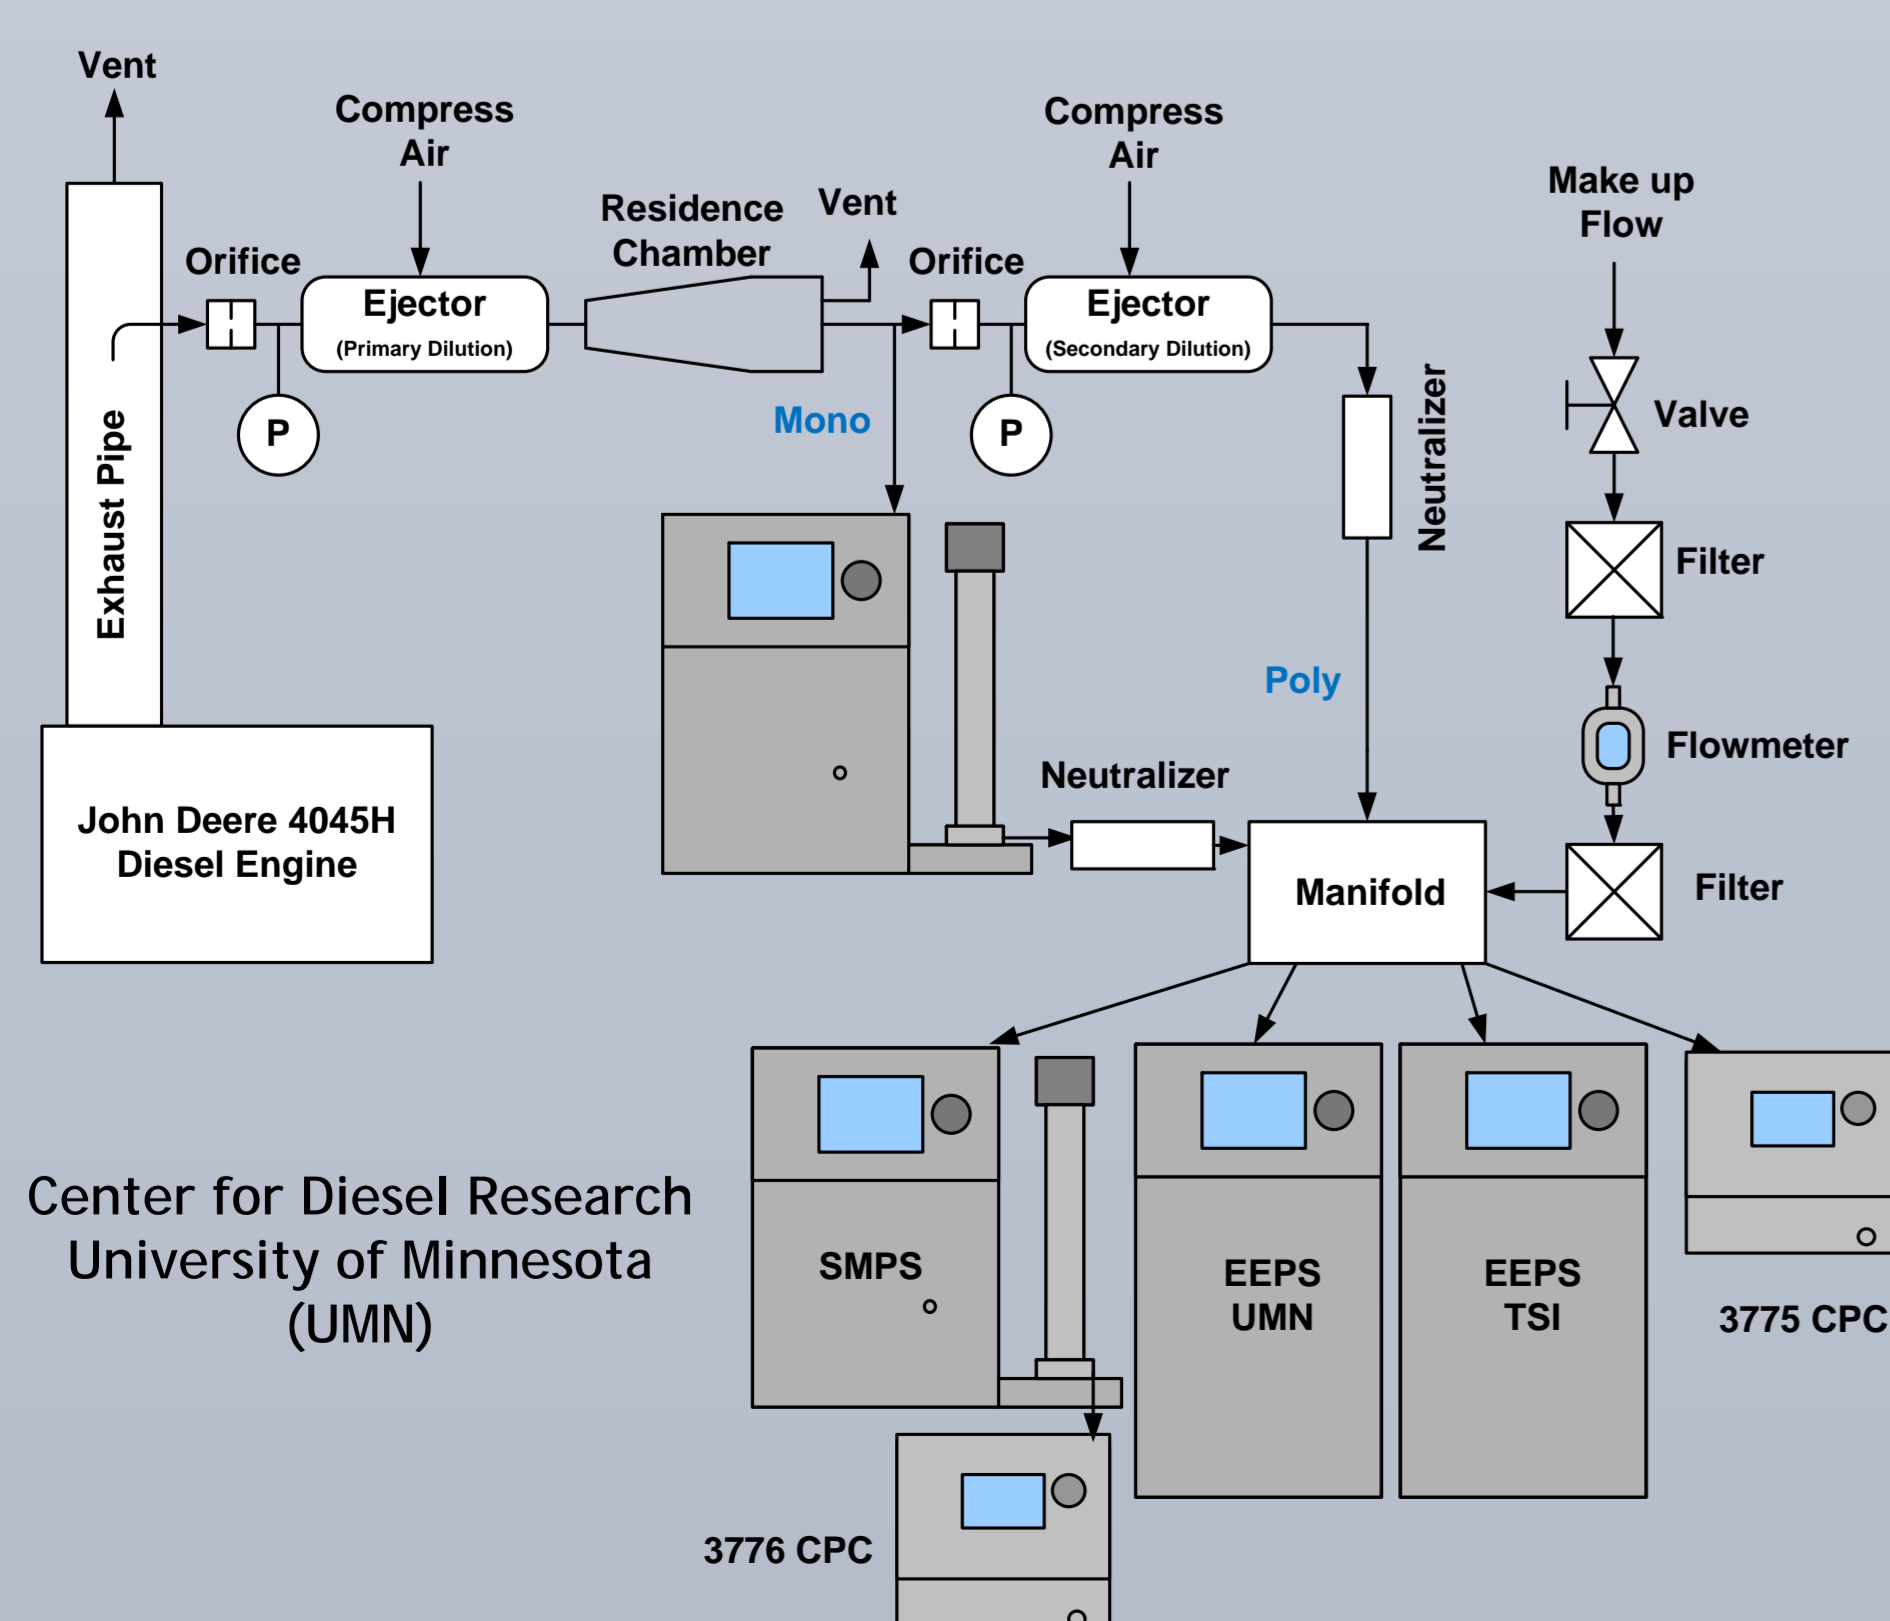 Vent
Compress
Air
Compress
Air
Make up
Flow
Residence
Chamber
Vent
Orifice
Orifice
Ejector
(Primary Dilution)
Ejector
(Secondary Dilution)
Mono
P
P
Neutralizer
Valve
Exhaust Pipe
Filter
Poly
Flowmeter
Neutralizer
John Deere 4045H
Diesel Engine
Manifold
Filter
Center for Diesel Research
University of Minnesota
(UMN)
SMPS
EEPS
UMN
EEPS
TSI
3775 CPC
3776 CPC